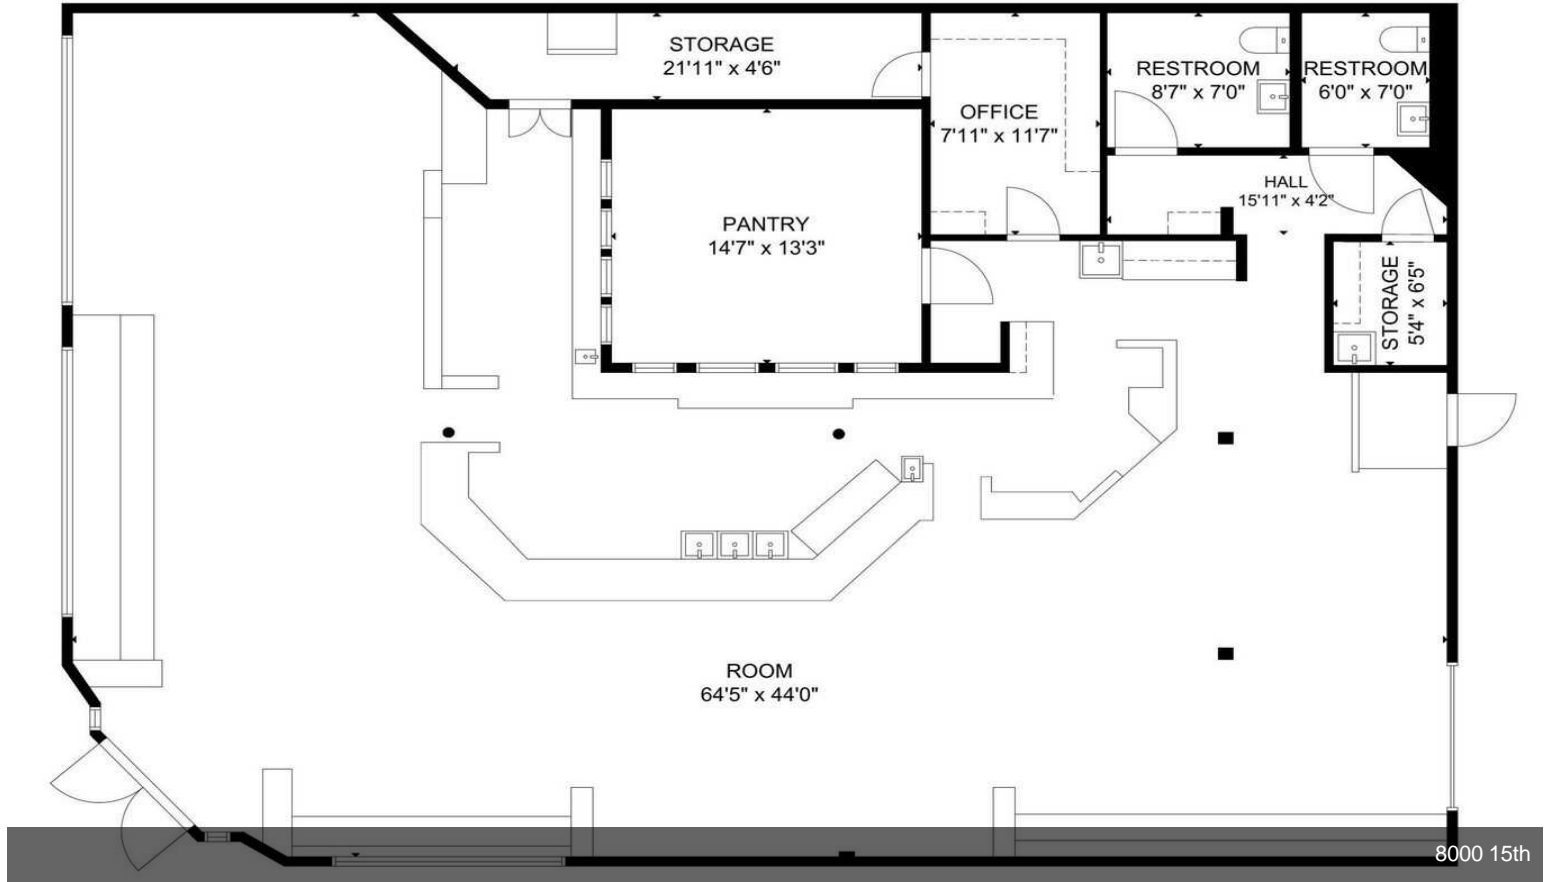 STORAGE
21'11" x 4'6"
OFFICE
7'11" x 11'7"
RESTROOM
8'7" x 7'0"
RESTROOM
6'0" x 7'0"
HALL
15'11" x 4'2"
PANTRY
14'7" x 13'3"
STORAGE
5'4" x 6'5"
ROOM
64'5" x 44'0"
8000 15th